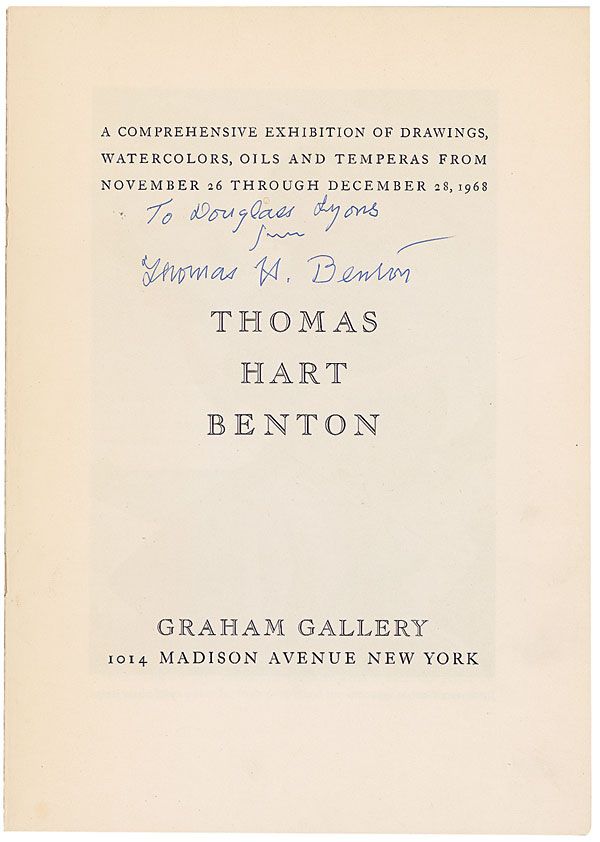 A COMPREHENSIVE EXHIBITION OF DRAWINGS,
WATERCOLORS, OILS AND TEMPERAS FROM
NOVEMBER 26 THROUGH DECEMBER 28, 1968
To Douglass Lyons
from
Thomas H. Benton
THOMAS
HART
BENTON
GRAHAM GALLERY
1014 MADISON AVENUE NEW YORK